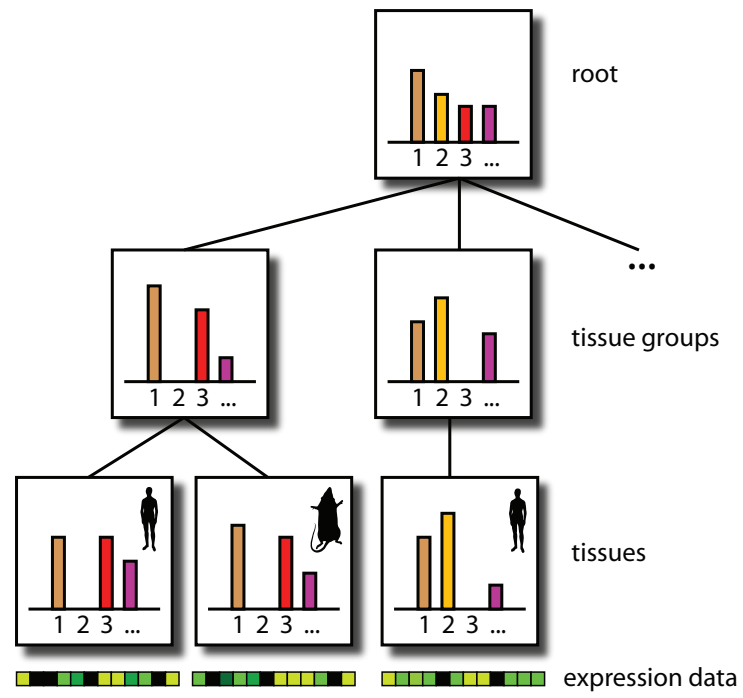 root
1 2 3 ...
...
tissue groups
1 2 3 ...
1 2 3 ...
tissues
1 2 3 ...
1 2 3 ...
1 2 3 ...
expression data